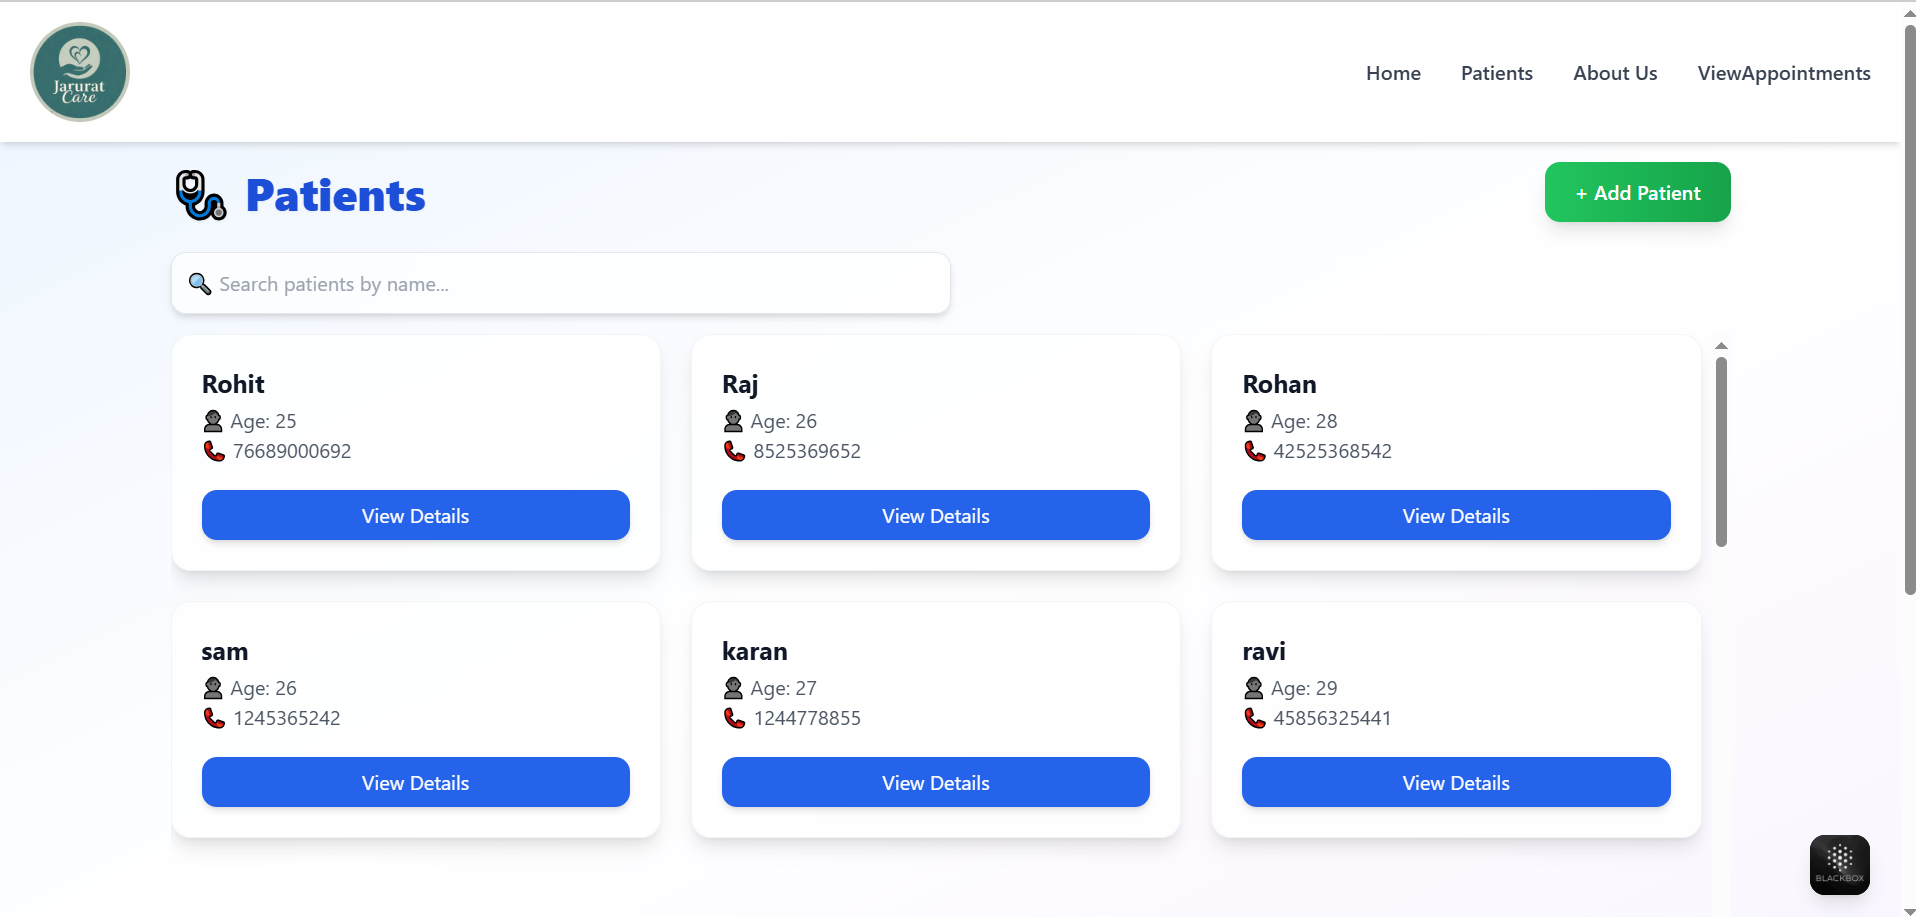 Jarurat
Care
Home Patients About Us ViewAppointments
Patients
+ Add Patient
Search patients by name...
Rohit
Age: 25
76689000692
View Details
Raj
Age: 26
8525369652
View Details
Rohan
Age: 28
42525368542
View Details
sam
Age: 26
1245365242
View Details
karan
Age: 27
1244778855
View Details
ravi
Age: 29
45856325441
View Details
BLACKBOX